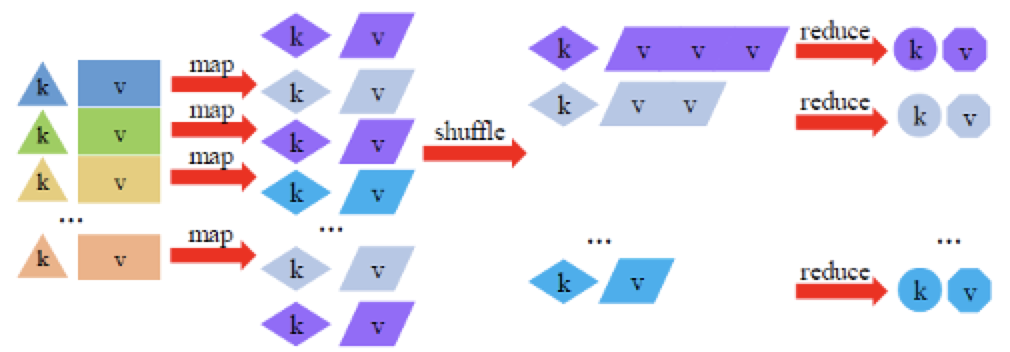 k v
k v v v reduce k v
k v map k v
k v v reduce k v
k v map k v
shuffle
k v map k v
...
...
...
...
k v map k v
k v reduce k v
k v